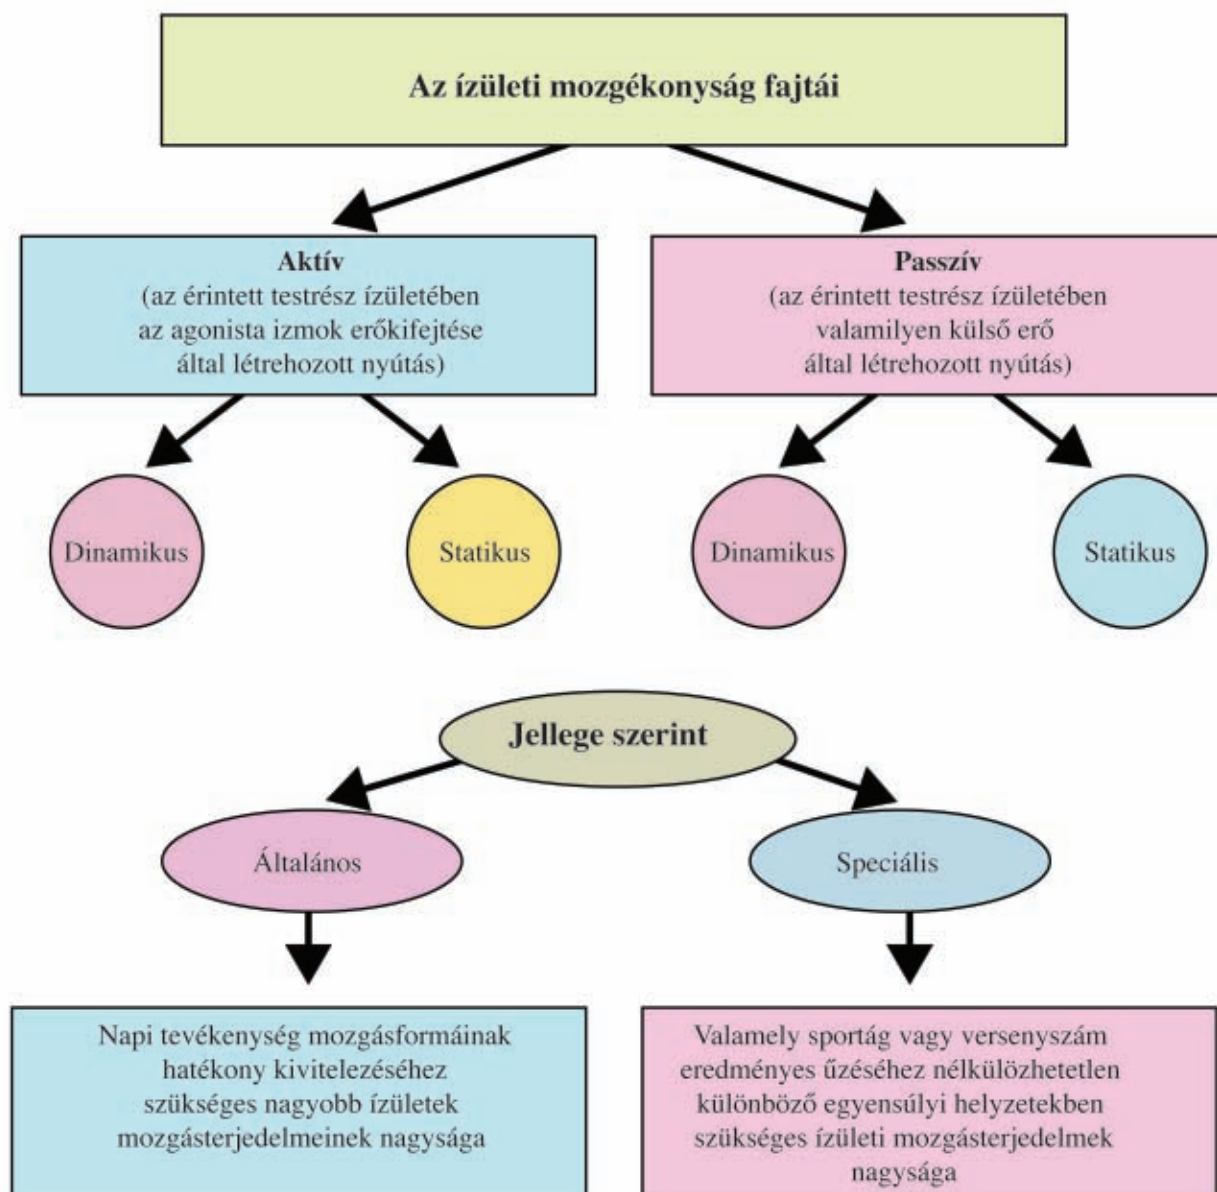 Az ízületi mozgékonyság fajtái
Aktív
(az érintett testrész ízületében
az agonista izmok erőkifejtése
által létrehozott nyútás)
Passzív
(az érintett testrész ízületében
valamilyen külső erő
által létrehozott nyútás)
Dinamikus
Statikus
Dinamikus
Statikus
Jellege szerint
Általános
Speciális
Napi tevékenység mozgásformáinak
hatékony kivitelezéséhez
szükséges nagyobb ízületek
mozgásterjedelmeinek nagysága
Valamely sportág vagy versenyszám
eredményes űzéséhez nélkülözhetetlen
különböző egyensúlyi helyzetekben
szükséges ízületi mozgásterjedelmek
nagysága